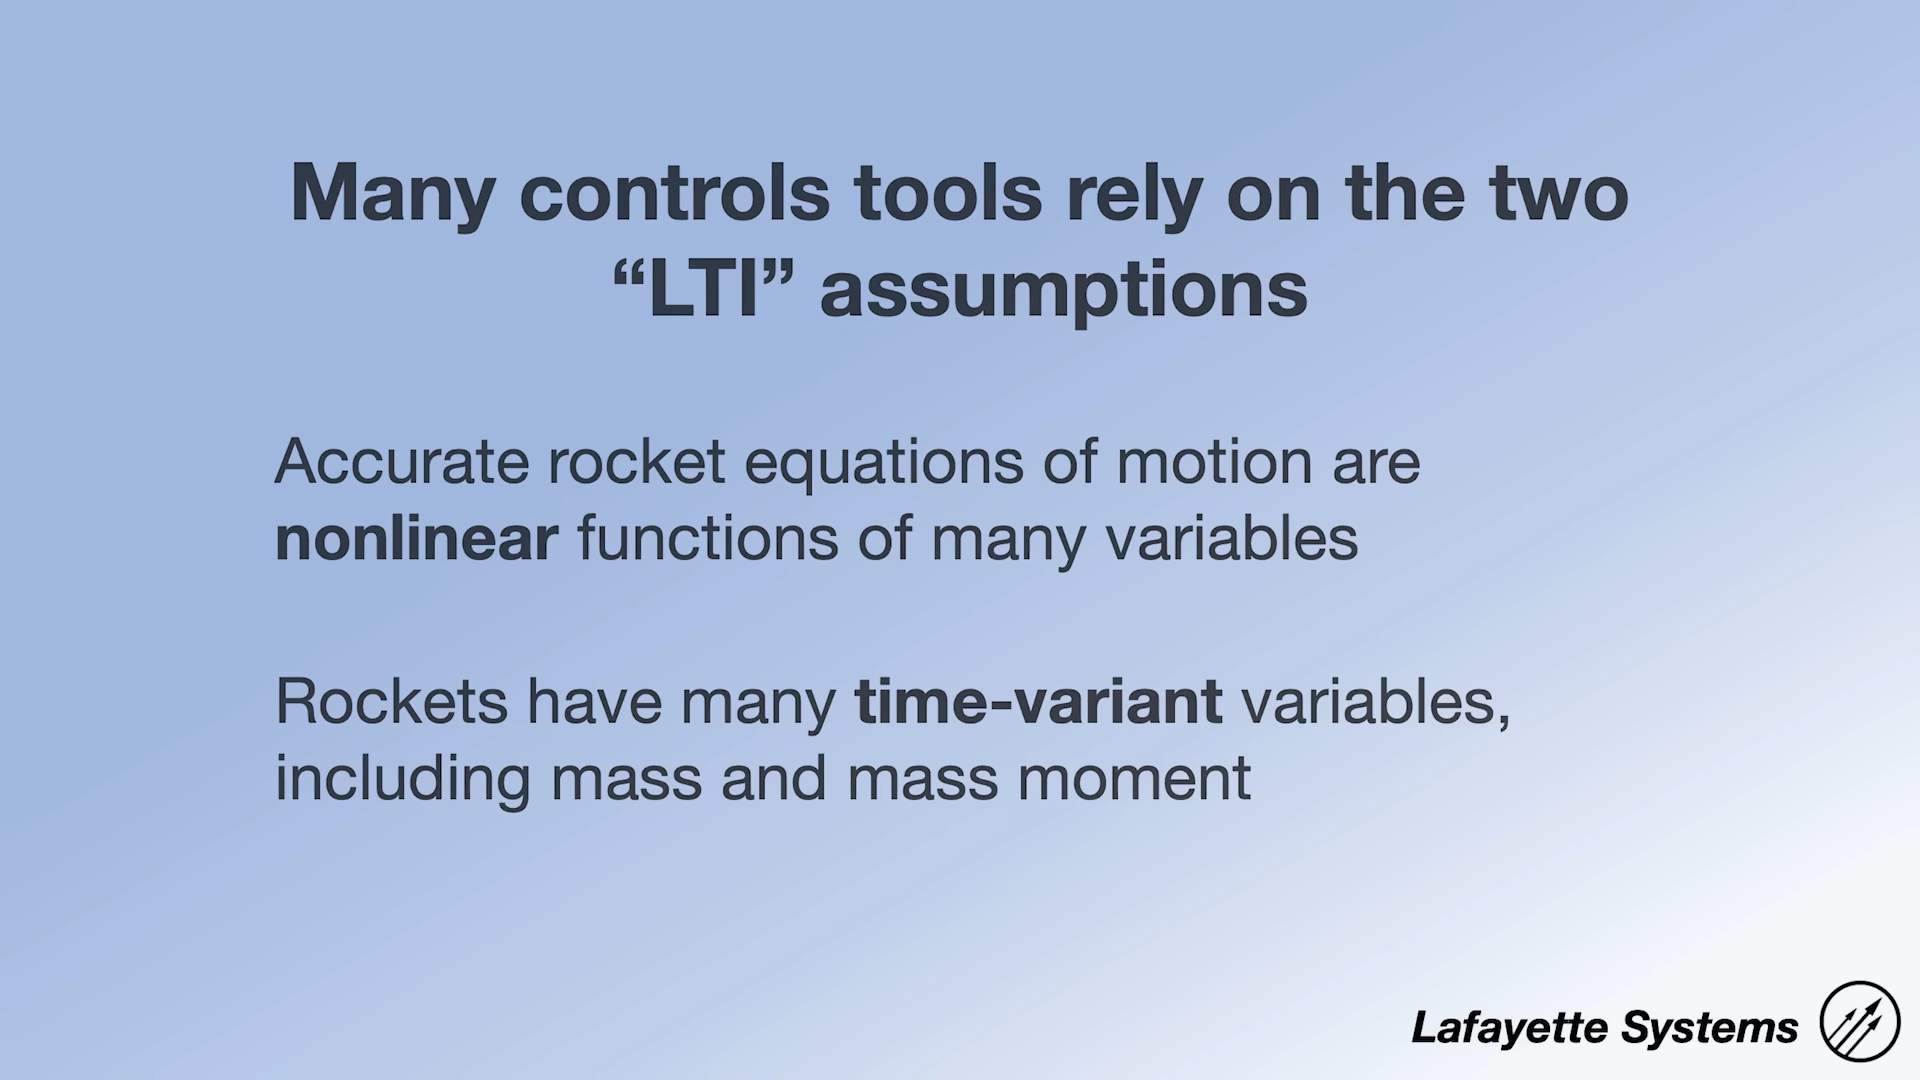 Many controls tools rely on the two
“LTI” assumptions
Accurate rocket equations of motion are
nonlinear functions of many variables
Rockets have many time-variant variables,
including mass and mass moment
Lafayette Systems